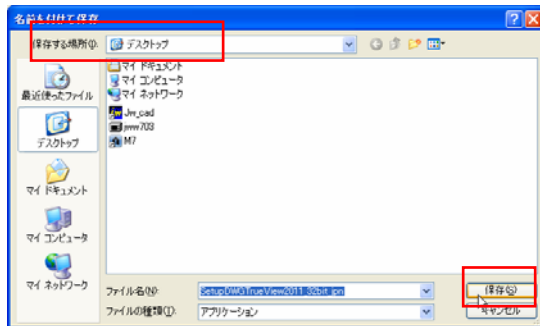 名前を付けて保存
保存する場所(I):
デスクトップ
最近使ったファイル
デスクトップ
マイ ドキュメント
マイ コンピュータ
マイ ネットワーク
マイ ドキュメント
マイ コンピュータ
マイ ネットワーク
Jw_cad
jww703
M7
ファイル名(N):
SetupDWGTrueView2011_32bit_jpn
保存(S)
ファイルの種類(T):
アプリケーション
キャンセル